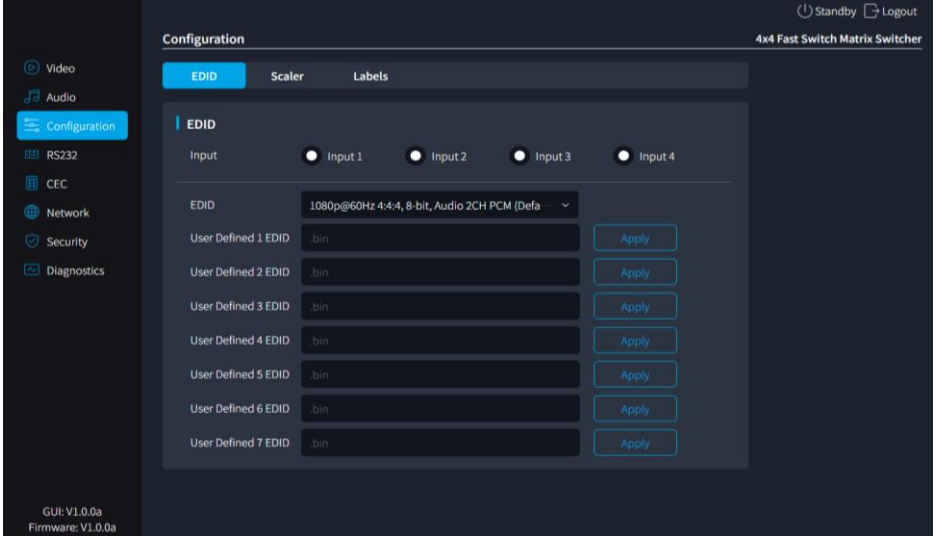 Standby Logout
Configuration 4x4 Fast Switch Matrix Switcher
Video
Audio
Configuration
RS232
CEC
Network
Security
Diagnostics
EDID Scaler Labels
EDID
Input Input 1 Input 2 Input 3 Input 4
EDID 1080p@60Hz 4:4:4, 8-bit, Audio 2CH PCM (Defa···
User Defined 1 EDID .bin Apply
User Defined 2 EDID .bin Apply
User Defined 3 EDID .bin Apply
User Defined 4 EDID .bin Apply
User Defined 5 EDID .bin Apply
User Defined 6 EDID .bin Apply
User Defined 7 EDID .bin Apply
GUI: V1.0.0a
Firmware: V1.0.0a